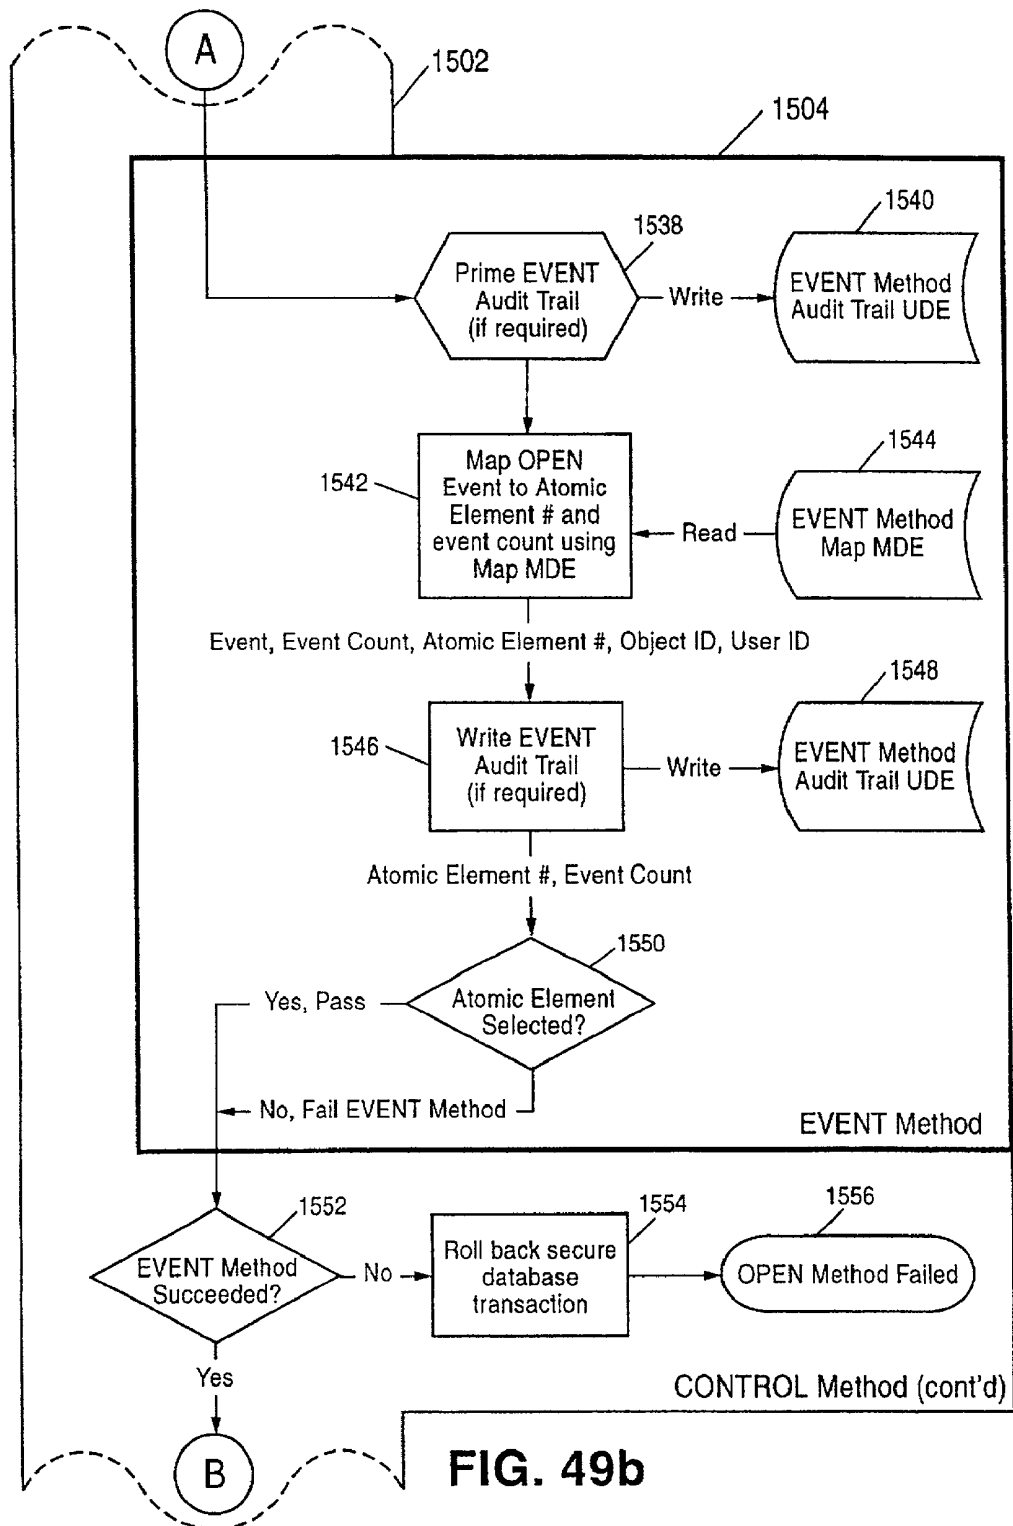 A
1502
1504
1538
1540
Prime EVENT
Audit Trail
(if required)
Write
EVENT Method
Audit Trail UDE
1542
Map OPEN
Event to Atomic
Element # and
event count using
Map MDE
Read
1544
EVENT Method
Map MDE
Event, Event Count, Atomic Element #, Object ID, User ID
1546
Write EVENT
Audit Trail
(if required)
Write
1548
EVENT Method
Audit Trail UDE
Atomic Element #, Event Count
1550
Yes, Pass
Atomic Element
Selected?
No, Fail EVENT Method
EVENT Method
1552
EVENT Method
Succeeded?
No
1554
Roll back secure
database
transaction
1556
OPEN Method Failed
Yes
CONTROL Method (cont'd)
B
FIG. 49b